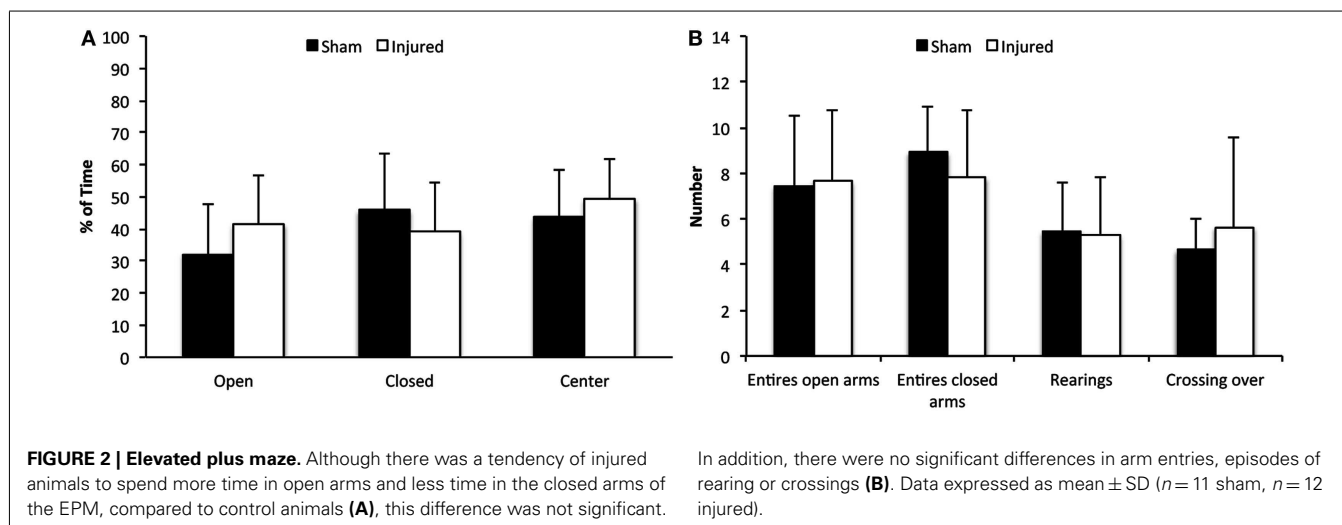 A
100
90
80
70
60
50
40
30
20
10
0
% of Time
Sham Injured
Open Closed Center
B
14
12
10
8
6
4
2
0
Number
Sham Injured
Entires open arms Entires closed arms Rearings Crossing over
FIGURE 2 | Elevated plus maze. Although there was a tendency of injured
animals to spend more time in open arms and less time in the closed arms of
the EPM, compared to control animals (A), this difference was not significant.
In addition, there were no significant differences in arm entries, episodes of
rearing or crossings (B). Data expressed as mean ± SD (n = 11 sham, n = 12
injured).